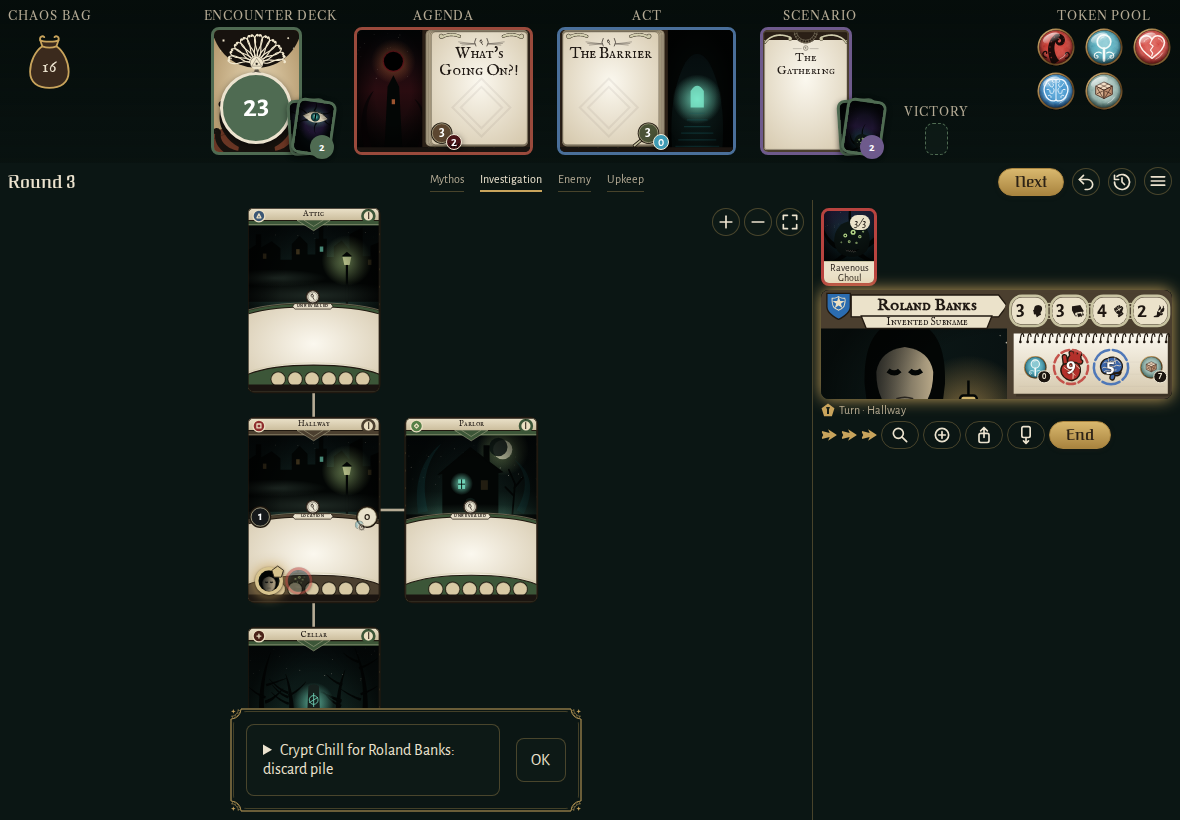 CHAOS BAG
ENCOUNTER DECK
AGENDA
ACT
SCENARIO
TOKEN POOL
16
23
2
What's Going On?!
3
2
The Barrier
3
0
The Gathering
2
VICTORY
Round 3
Mythos
Investigation
Enemy
Upkeep
Next
Attic
Hallway
1
0
Parlor
Cellar
3/3
Ravenous
Ghoul
Roland Banks
Invented Surname
3
3
4
2
0
9
5
7
Turn · Hallway
End
Crypt Chill for Roland Banks:
discard pile
OK